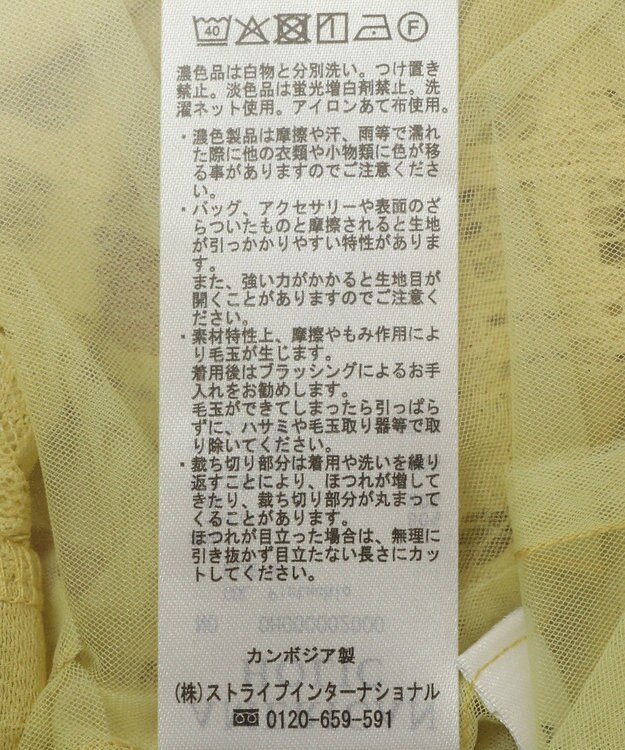 40 F
濃色品は白物と分別洗い。つけ置き
禁止。淡色品は蛍光増白剤禁止。洗
濯ネット使用。アイロンあて布使用。
・濃色製品は摩擦や汗、雨等で濡れ
た際に他の衣類や小物類に色が移
る事がありますのでご注意くださ
い。
・バッグ、アクセサリーや表面のざ
らついたものと摩擦されると生地
が引っかかりやすい特性がありま
す。
また、強い力がかかると生地目が
開くことがありますのでご注意く
ださい。
・素材特性上、摩擦やもみ作用によ
り毛玉が生じます。
着用後はブラッシングによるお手
入れをお勧めします。
毛玉ができてしまったら引っぱら
ずに、ハサミや毛玉取り器等で取
り除いてください。
・裁ち切り部分は着用や洗いを繰り
返すことにより、ほつれが増して
きたり、裁ち切り部分が丸まって
くることがあります。
ほつれが目立った場合は、無理に
引き抜かず目立たない長さにカッ
トしてください。
カンボジア製
(株)ストライプインターナショナル
0120-659-591